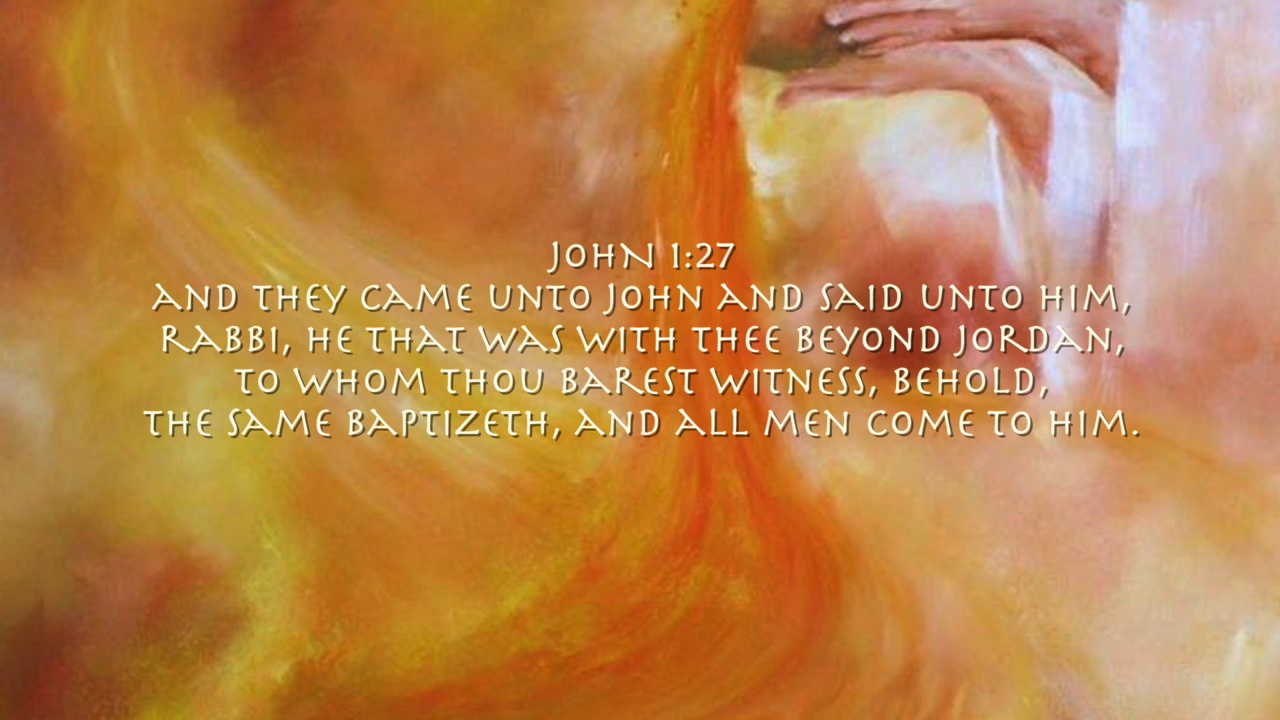 John 1:27
and they came unto John and said unto him,
Rabbi, he that was with thee beyond Jordan,
to whom thou barest witness, behold,
the same baptizeth, and all men come to him.